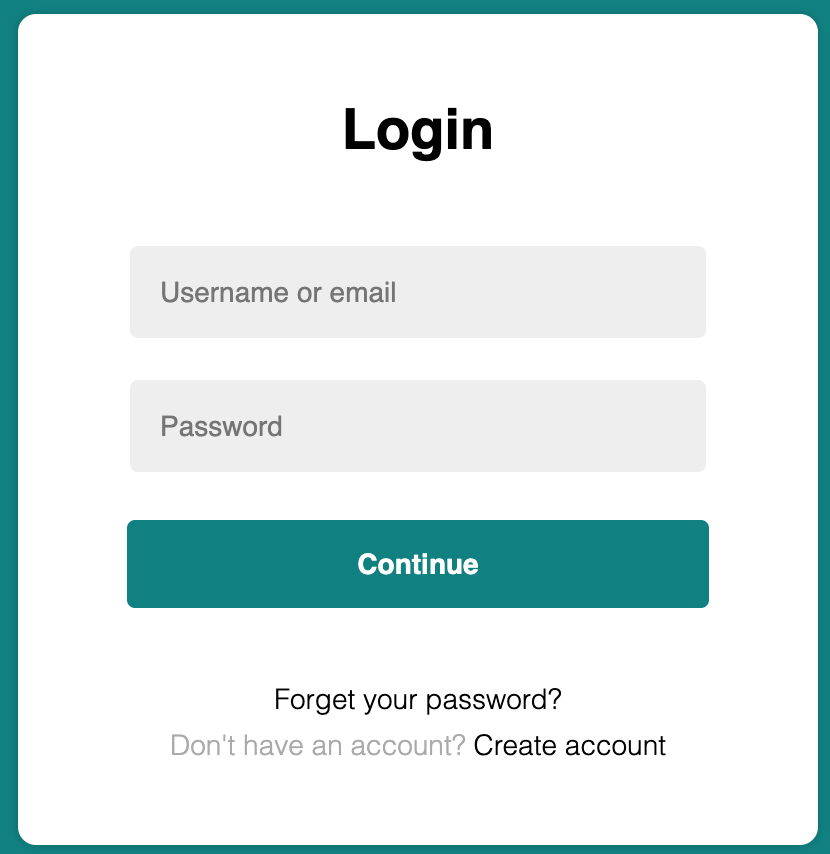 Login
Username or email
Password
Continue
Forget your password?
Don't have an account? Create account